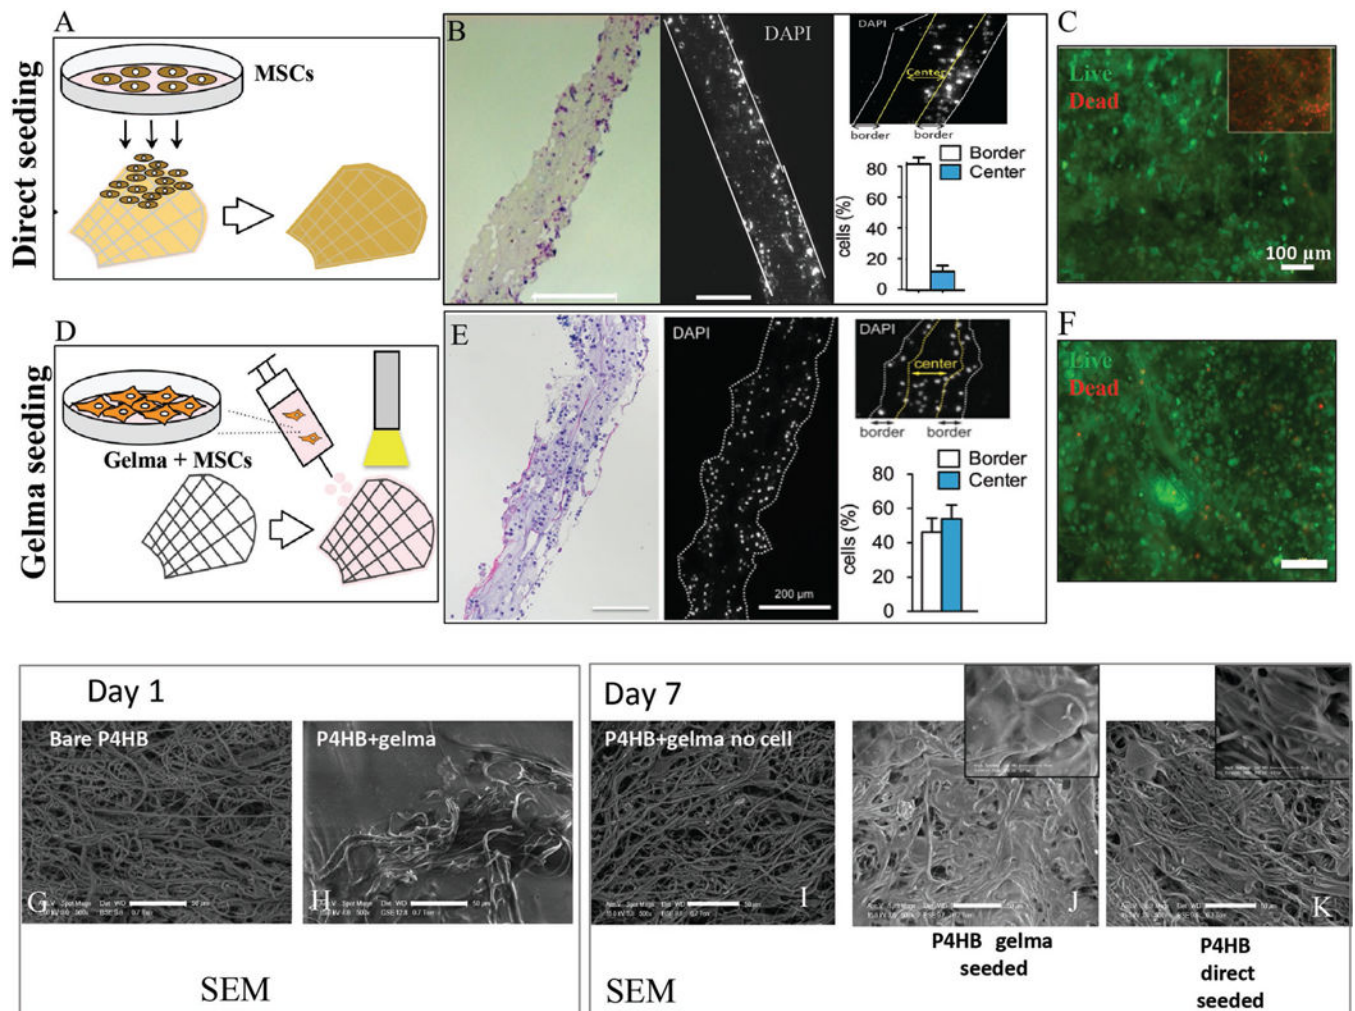 Direct seeding
A
MSCs
B
DAPI
DAPI
Center
border
border
Border
Center
cells (%)
80
60
40
20
0
C
Live
Dead
100 µm
Gelma seeding
D
Gelma + MSCs
E
DAPI
200 µm
DAPI
center
border
border
Border
Center
cells (%)
80
60
40
20
0
F
Live
Dead
Day 1
Bare P4HB
G
P4HB+gelma
H
SEM
Day 7
P4HB+gelma no cell
I
J
P4HB gelma
seeded
K
P4HB
direct
seeded
SEM